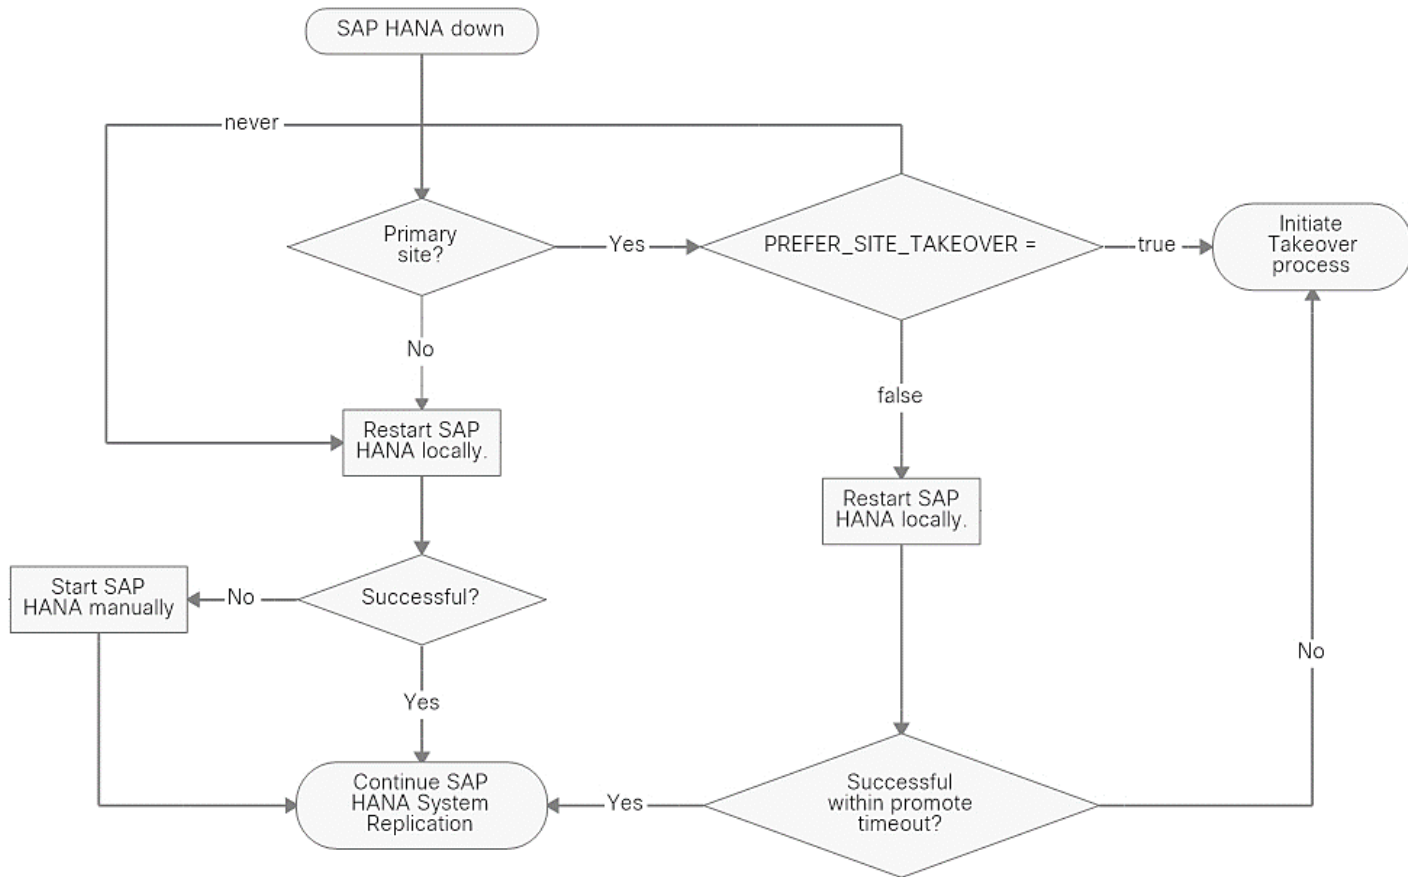 SAP HANA down
never
Primary
site?
Yes
PREFER_SITE_TAKEOVER =
true
Initiate
Takeover
process
No
false
Restart SAP
HANA locally.
Restart SAP
HANA locally.
Start SAP
HANA manually
No
Successful?
No
Yes
Continue SAP
HANA System
Replication
Yes
Successful
within promote
timeout?